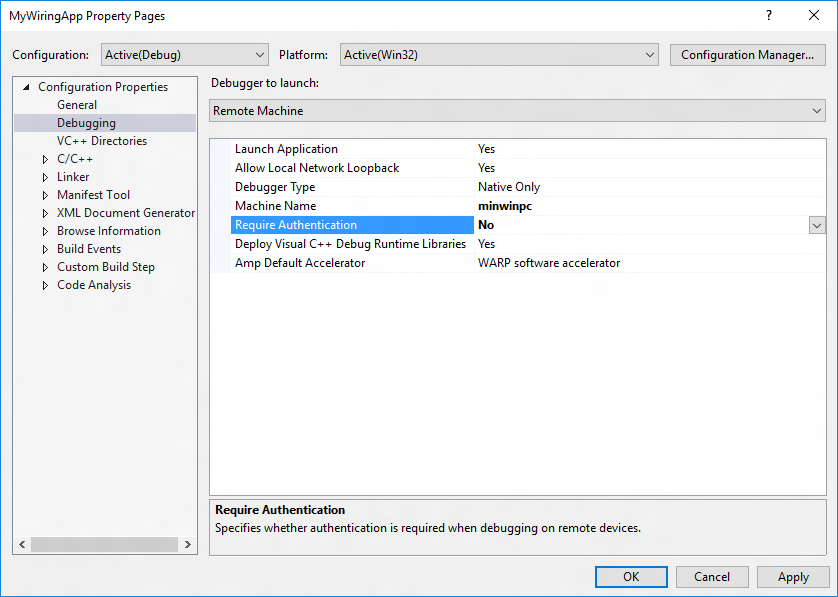 MyWiringApp Property Pages
?
Configuration: Active(Debug) Platform: Active(Win32) Configuration Manager...
Configuration Properties
General
Debugging
VC++ Directories
C/C++
Linker
Manifest Tool
XML Document Generator
Browse Information
Build Events
Custom Build Step
Code Analysis
Debugger to launch:
Remote Machine
Launch Application Yes
Allow Local Network Loopback Yes
Debugger Type Native Only
Machine Name minwinpc
Require Authentication No
Deploy Visual C++ Debug Runtime Libraries Yes
Amp Default Accelerator WARP software accelerator
Require Authentication
Specifies whether authentication is required when debugging on remote devices.
OK Cancel Apply